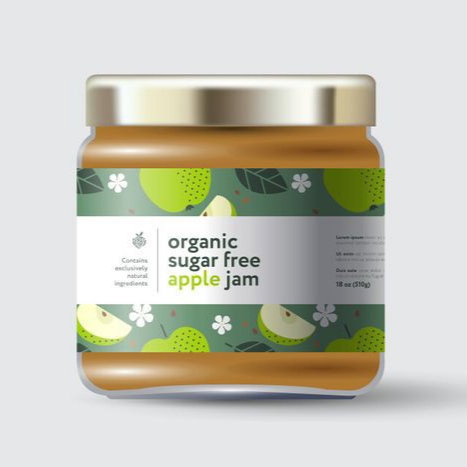 organic
sugar free
apple jam
Contains
exclusively
natural
ingredients
Lorem ipsum
Ut enim
Duis aute
18 oz (510g)